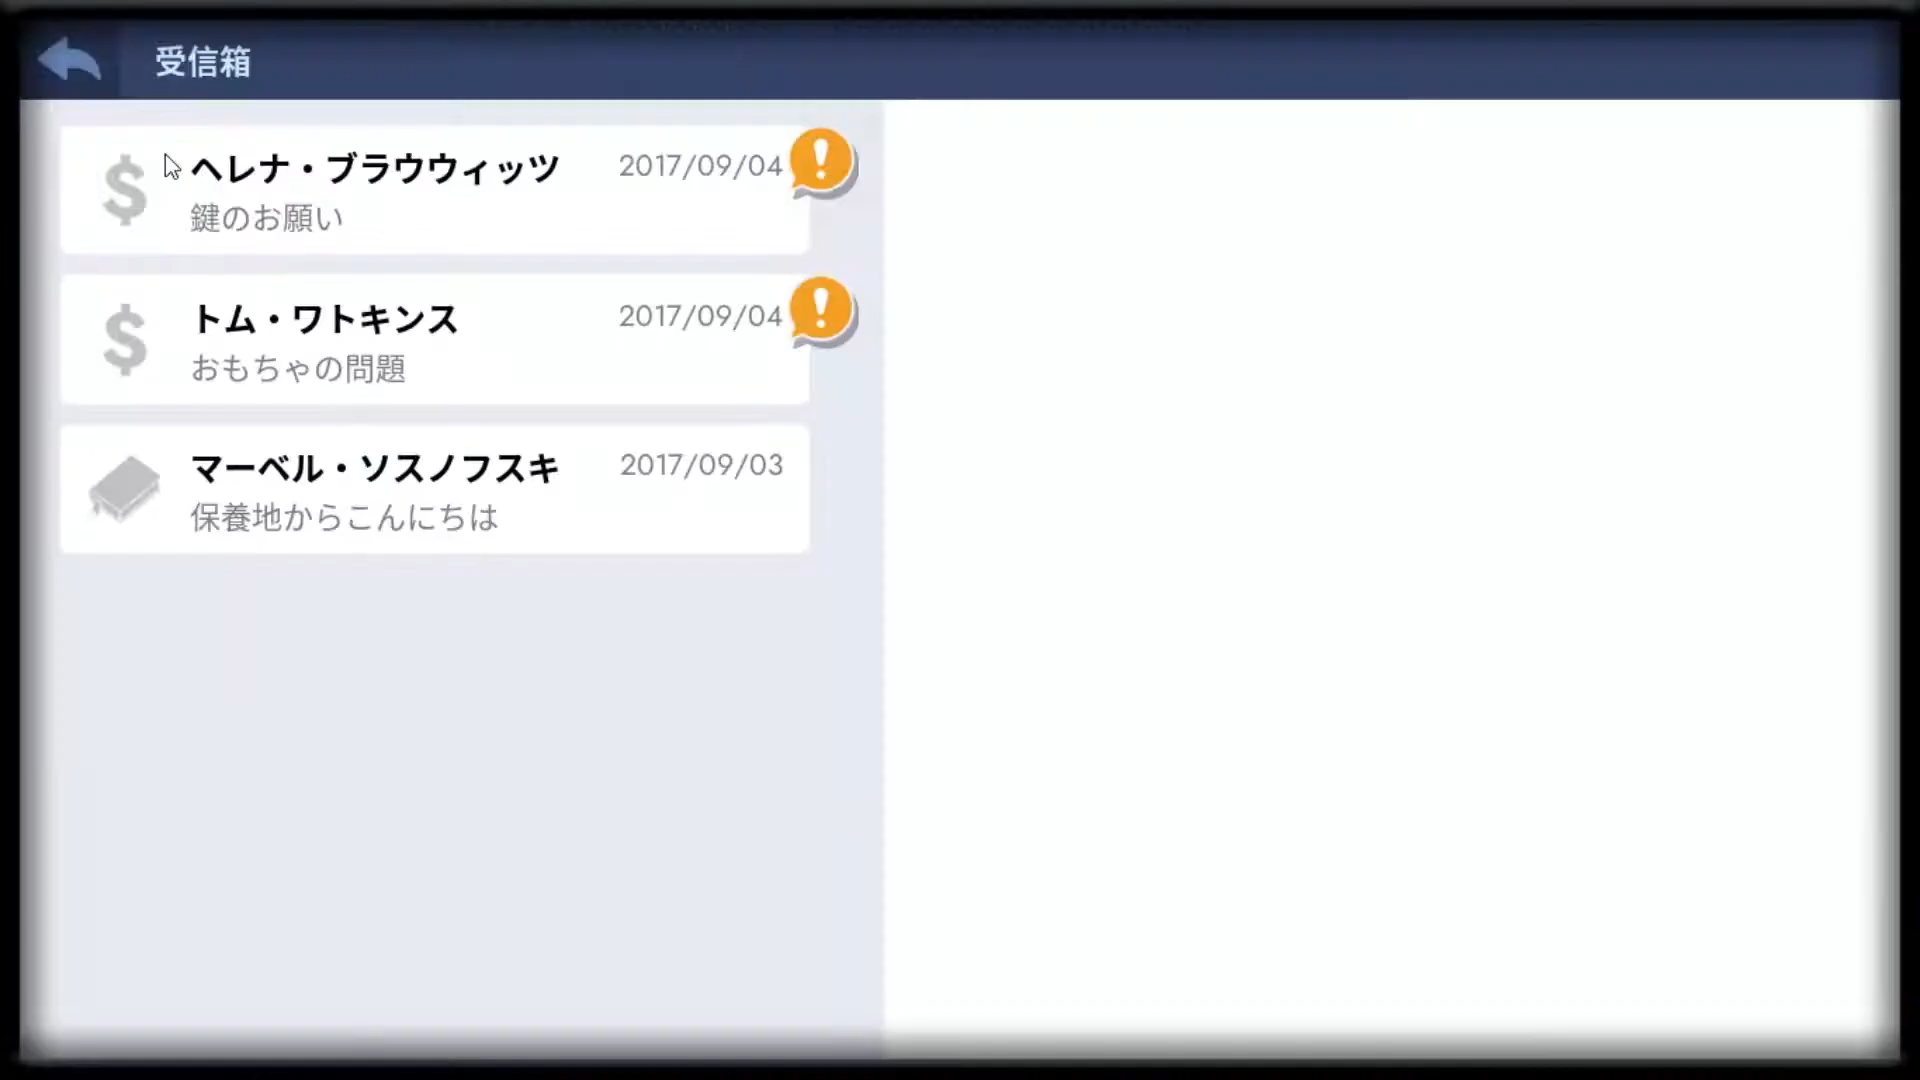 受信箱
ヘレナ・ブラウウィッツ 2017/09/04
鍵のお願い
トム・ワトキンス 2017/09/04
おもちゃの問題
マーベル・ソスノフスキ 2017/09/03
保養地からこんにちは